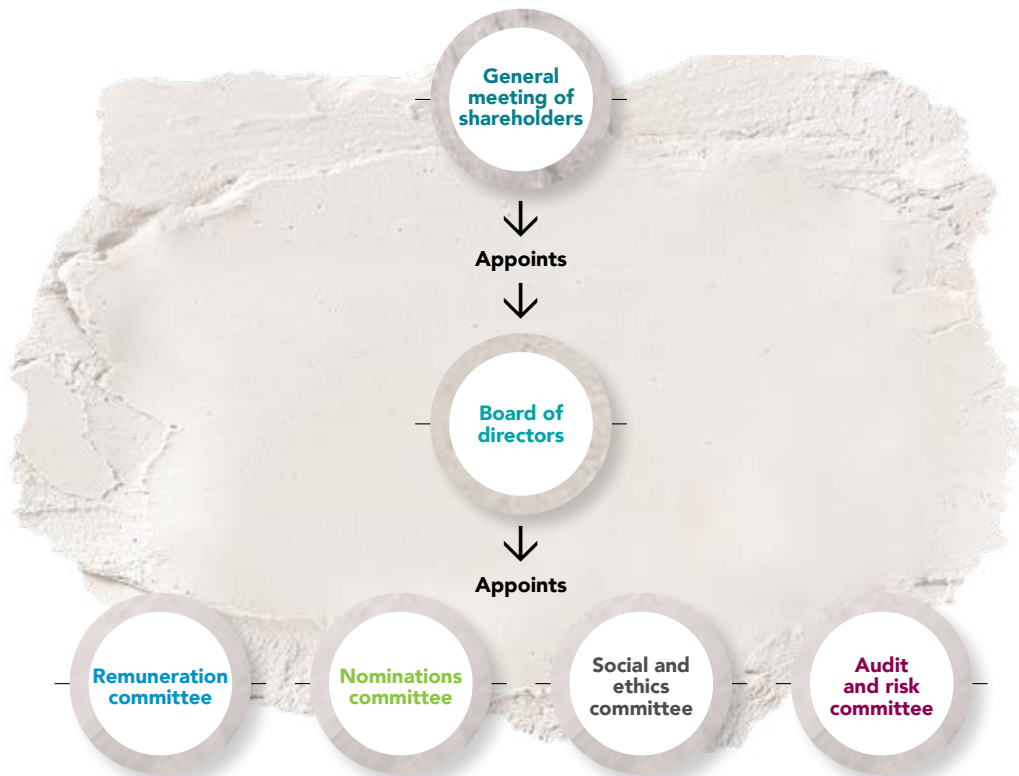 General
meeting of
shareholders
Appoints
Board of
directors
Appoints
Remuneration
committee
Nominations
committee
Social and
ethics
committee
Audit
and risk
committee